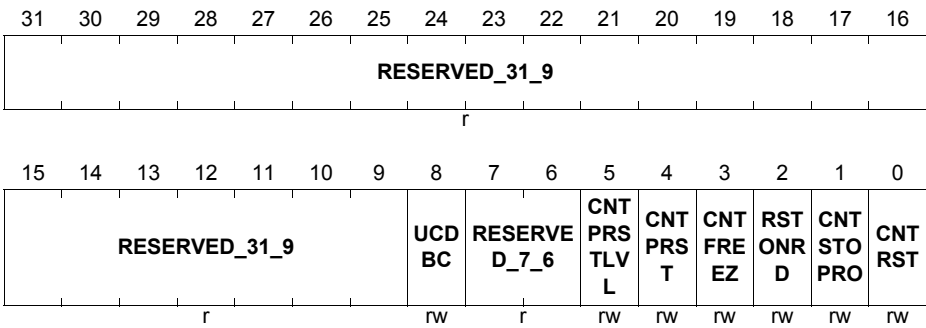 31 30 29 28 27 26 25 24 23 22 21 20 19 18 17 16
RESERVED_31_9
r
15 14 13 12 11 10 9 8 7 6 5 4 3 2 1 0
RESERVED_31_9
UCD
BC
RESERVE
D_7_6
CNT
PRS
TLV
L
CNT
PRS
T
CNT
FRE
EZ
RST
ONR
D
CNT
STO
PRO
CNT
RST
r rw r rw rw rw rw rw rw